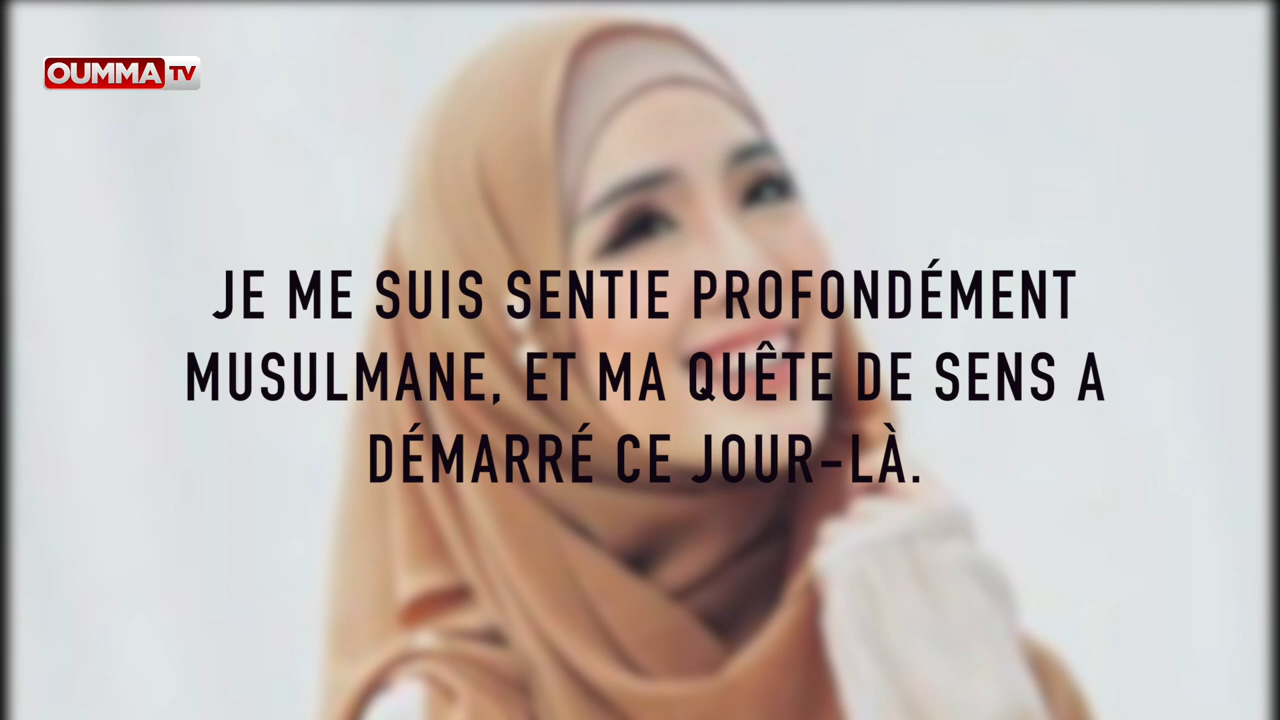 OUMMA TV
JE ME SUIS SENTIE PROFONDÉMENT
MUSULMANE, ET MA QUÊTE DE SENS A
DÉMARRÉ CE JOUR-LÀ.